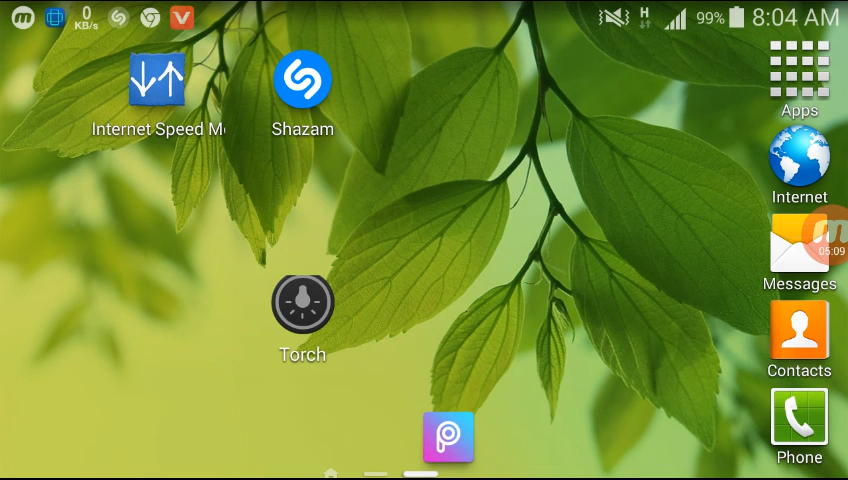 0
KB/s
H
99%
8:04 AM
Internet Speed M
Shazam
Apps
Internet
05:09
Messages
Torch
Contacts
Phone